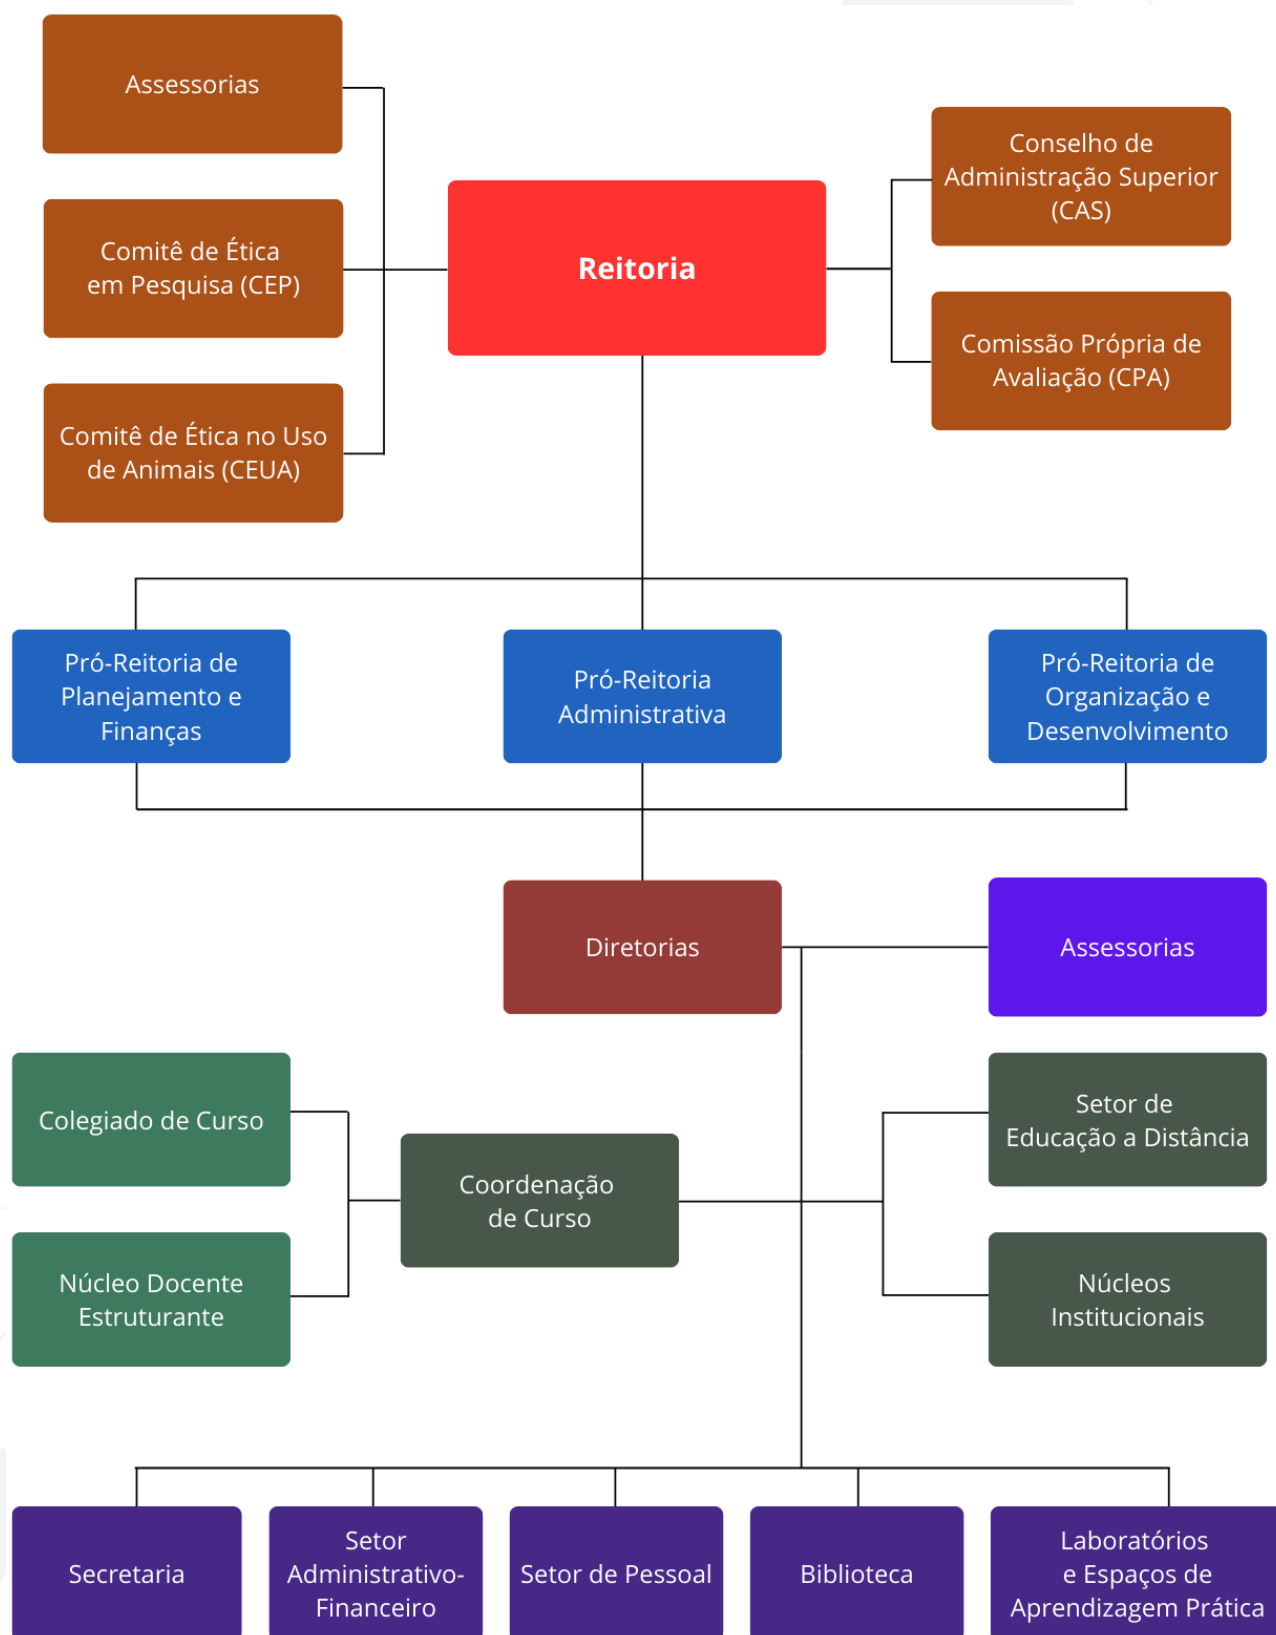 Assessorias
Conselho de
Administração Superior
(CAS)
Comitê de Ética
em Pesquisa (CEP)
Reitoria
Comissão Própria de
Avaliação (CPA)
Comitê de Ética no Uso
de Animais (CEUA)
Pró-Reitoria de
Planejamento e
Finanças
Pró-Reitoria
Administrativa
Pró-Reitoria de
Organização e
Desenvolvimento
Diretorias
Assessorias
Colegiado de Curso
Coordenação
de Curso
Setor de
Educação a Distância
Núcleo Docente
Estruturante
Núcleos
Institucionais
Secretaria
Setor
Administrativo-
Financeiro
Setor de Pessoal
Biblioteca
Laboratórios
e Espaços de
Aprendizagem Prática